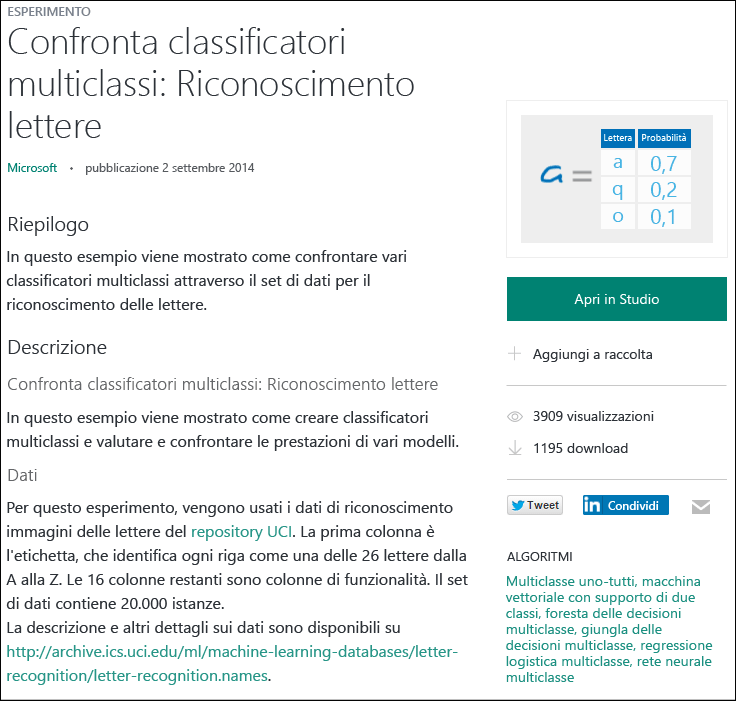 ESPERIMENTO
Confronta classificatori
multiclassi: Riconoscimento
lettere
Microsoft • pubblicazione 2 settembre 2014
Riepilogo
In questo esempio viene mostrato come confrontare vari
classificatori multiclassi attraverso il set di dati per il
riconoscimento delle lettere.
Descrizione
Confronta classificatori multiclassi: Riconoscimento lettere
In questo esempio viene mostrato come creare classificatori
multiclassi e valutare e confrontare le prestazioni di vari modelli.
Dati
Per questo esperimento, vengono usati i dati di riconoscimento
immagini delle lettere del repository UCI. La prima colonna è
l'etichetta, che identifica ogni riga come una delle 26 lettere dalla
A alla Z. Le 16 colonne restanti sono colonne di funzionalità. Il set
di dati contiene 20.000 istanze.
La descrizione e altri dettagli sui dati sono disponibili su
http://archive.ics.uci.edu/ml/machine-learning-databases/letter-
recognition/letter-recognition.names.
Lettera Probabilità
a = a 0,7
q 0,2
o 0,1
Apri in Studio
Aggiungi a raccolta
3909 visualizzazioni
1195 download
Tweet in Condividi
ALGORITMI
Multiclasse uno-tutti, macchina
vettoriale con supporto di due
classi, foresta delle decisioni
multiclasse, giungla delle
decisioni multiclasse, regressione
logistica multiclasse, rete neurale
multiclasse